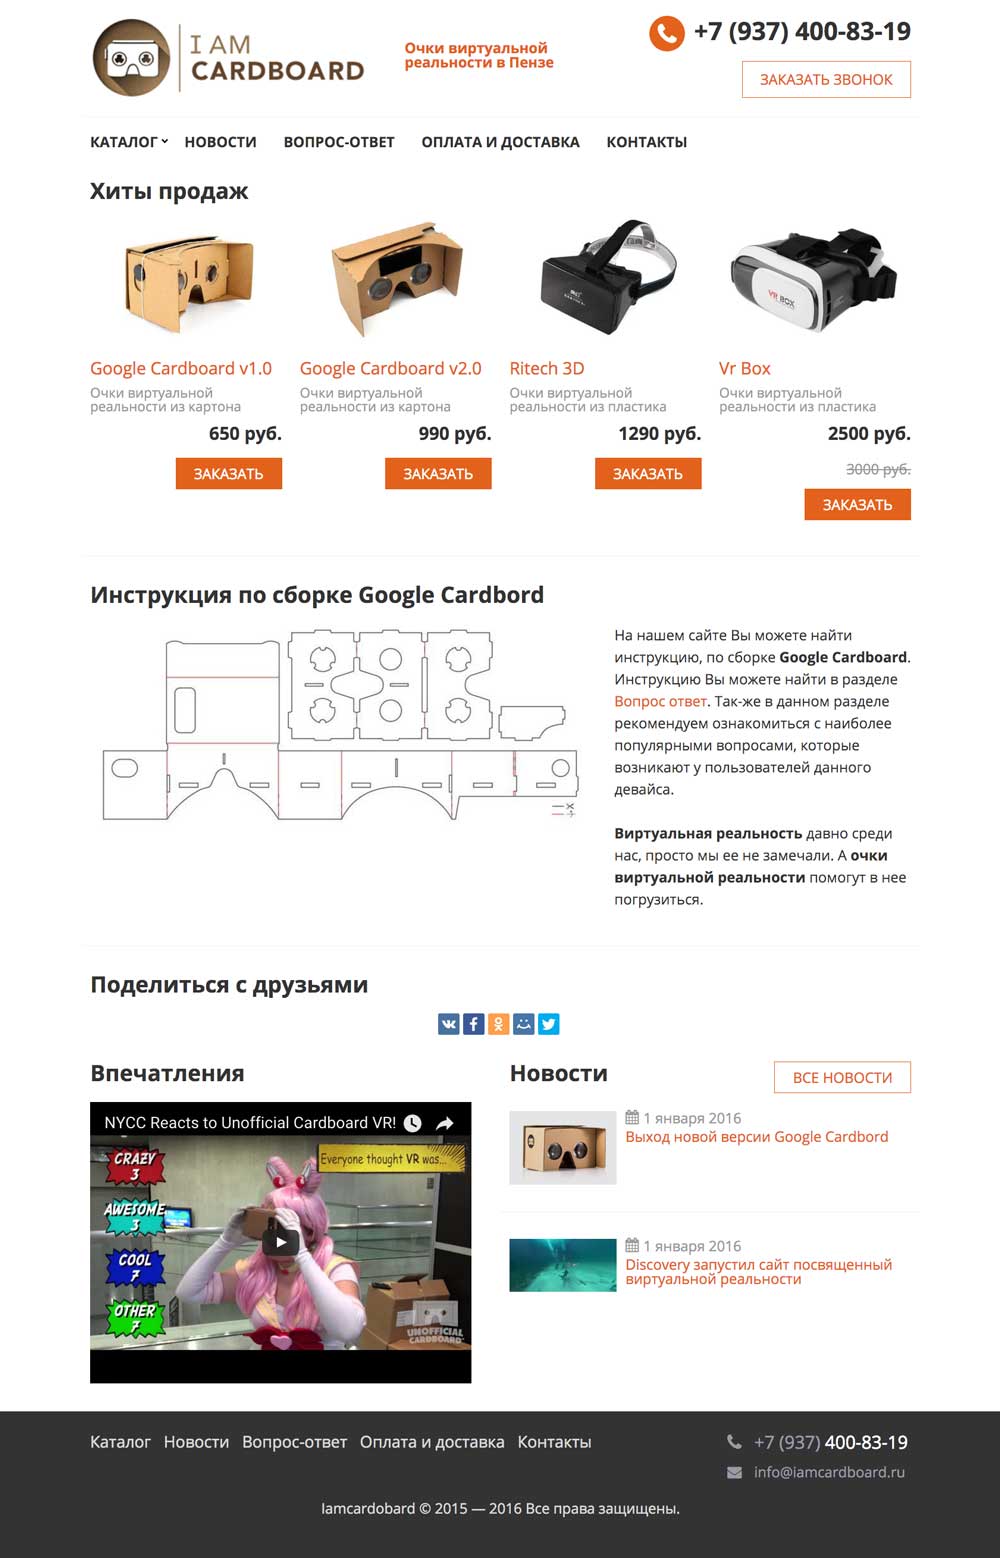 I AM
CARDBOARD
Очки виртуальной
реальности в Пензе
+7 (937) 400-83-19
ЗАКАЗАТЬ ЗВОНОК
КАТАЛОГ НОВОСТИ ВОПРОС-ОТВЕТ ОПЛАТА И ДОСТАВКА КОНТАКТЫ
Хиты продаж
VR BOX
Google Cardboard v1.0
Очки виртуальной
реальности из картона
650 руб.
ЗАКАЗАТЬ
Google Cardboard v2.0
Очки виртуальной
реальности из картона
990 руб.
ЗАКАЗАТЬ
Ritech 3D
Очки виртуальной
реальности из пластика
1290 руб.
ЗАКАЗАТЬ
Vr Box
Очки виртуальной
реальности из пластика
2500 руб.
3000 руб.
ЗАКАЗАТЬ
Инструкция по сборке Google Cardbord
На нашем сайте Вы можете найти
инструкцию, по сборке Google Cardboard.
Инструкцию Вы можете найти в разделе
Вопрос ответ. Так-же в данном разделе
рекомендуем ознакомиться с наиболее
популярными вопросами, которые
возникают у пользователей данного
девайса.
Виртуальная реальность давно среди
нас, просто мы ее не замечали. А очки
виртуальной реальности помогут в нее
погрузиться.
Поделиться с друзьями
Впечатления
NYCC Reacts to Unofficial Cardboard VR!
Everyone thought VR was...
CRAZY
3
AWESOME
3
COOL
7
OTHER
7
UNOFFICIAL
CARDBOARD
Новости
ВСЕ НОВОСТИ
1 января 2016
Выход новой версии Google Cardbord
1 января 2016
Discovery запустил сайт посвященный
виртуальной реальности
Каталог Новости Вопрос-ответ Оплата и доставка Контакты
+7 (937) 400-83-19
info@iamcardboard.ru
Iamcardobard © 2015 — 2016 Все права защищены.